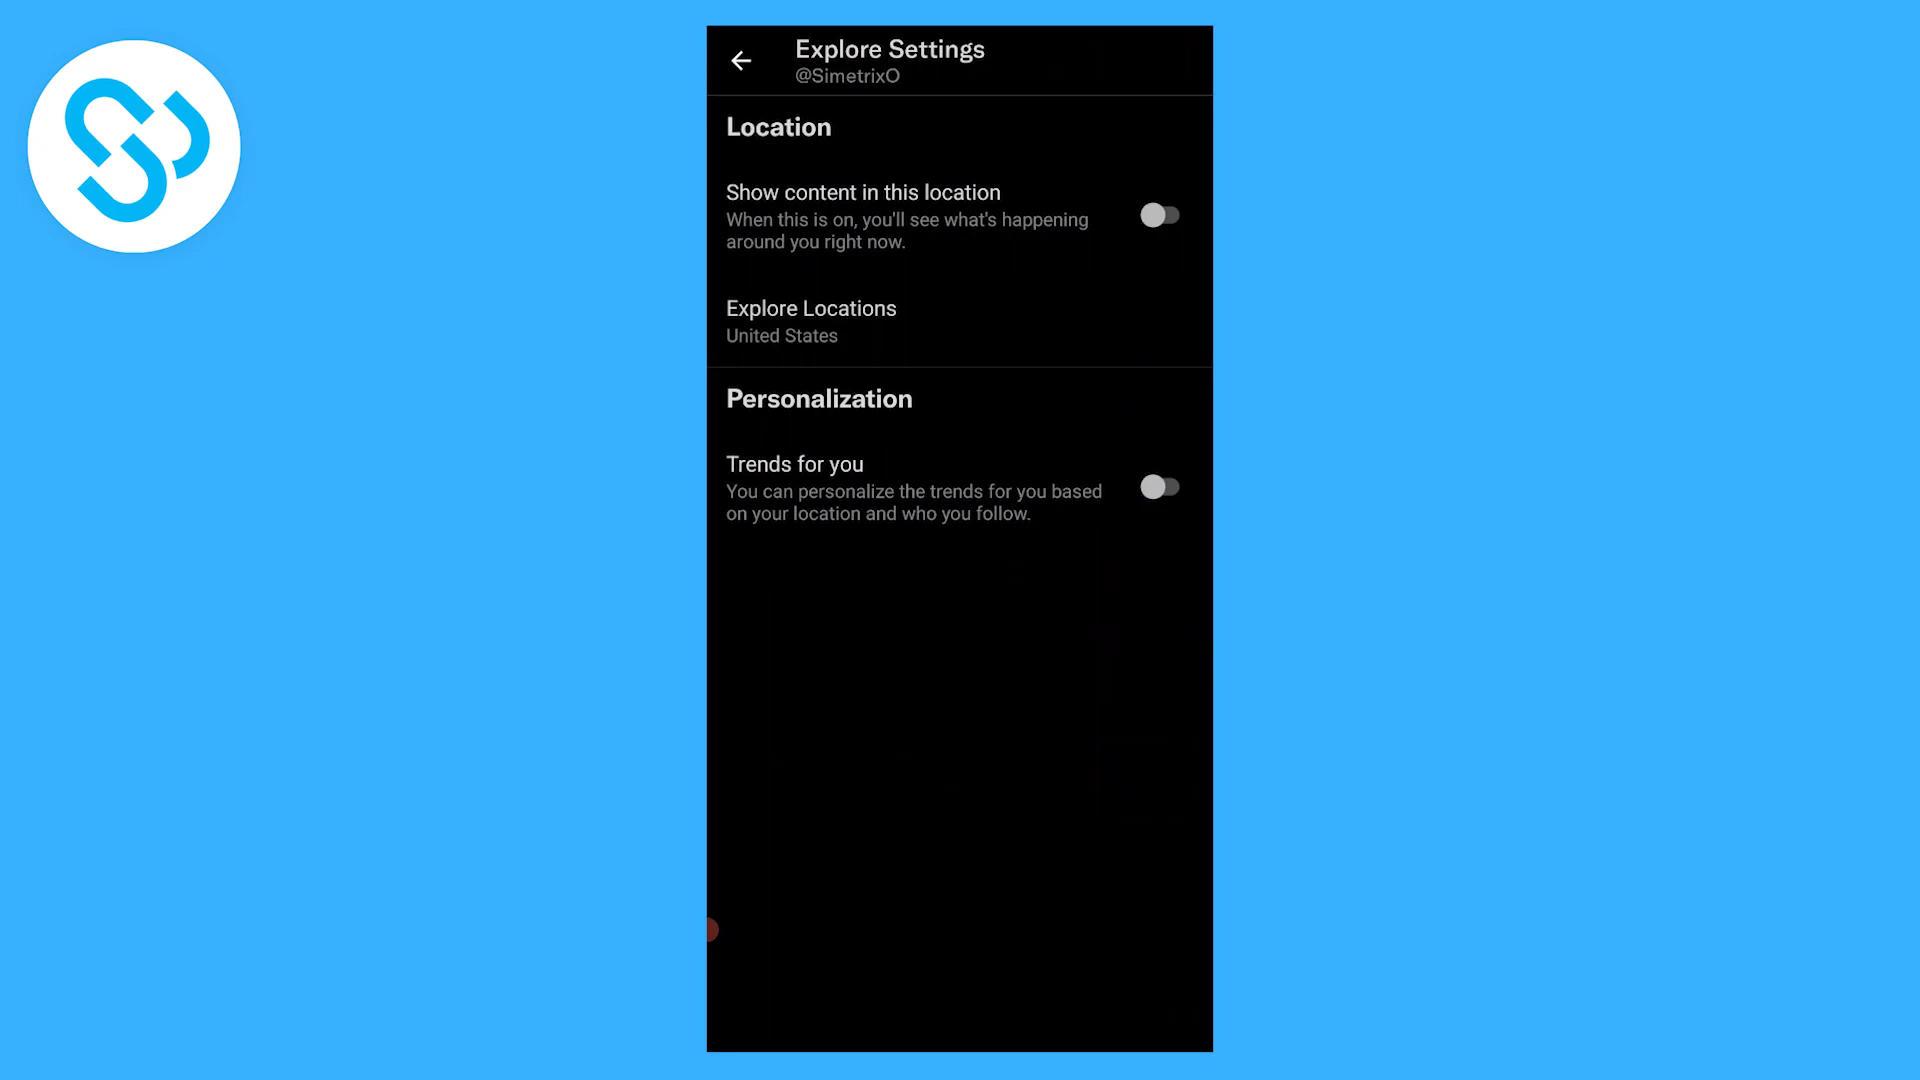 Explore Settings
@SimetrixO
Location
Show content in this location
When this is on, you'll see what's happening
around you right now.
Explore Locations
United States
Personalization
Trends for you
You can personalize the trends for you based
on your location and who you follow.